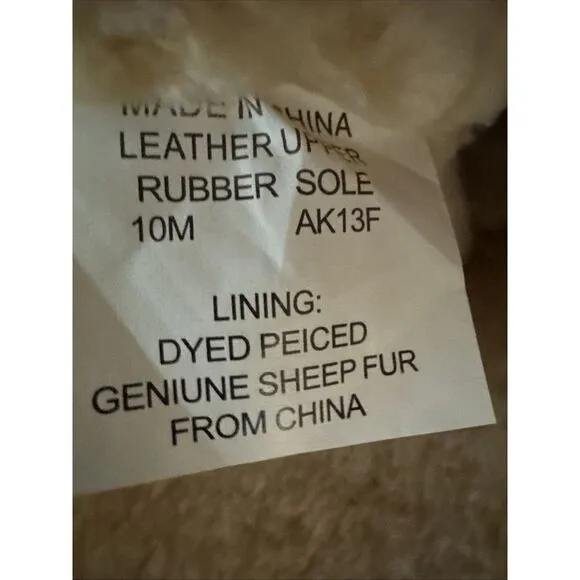 MADE IN CHINA
LEATHER UPPER
RUBBER SOLE
10M AK13F
LINING:
DYED PEICED
GENIUNE SHEEP FUR
FROM CHINA